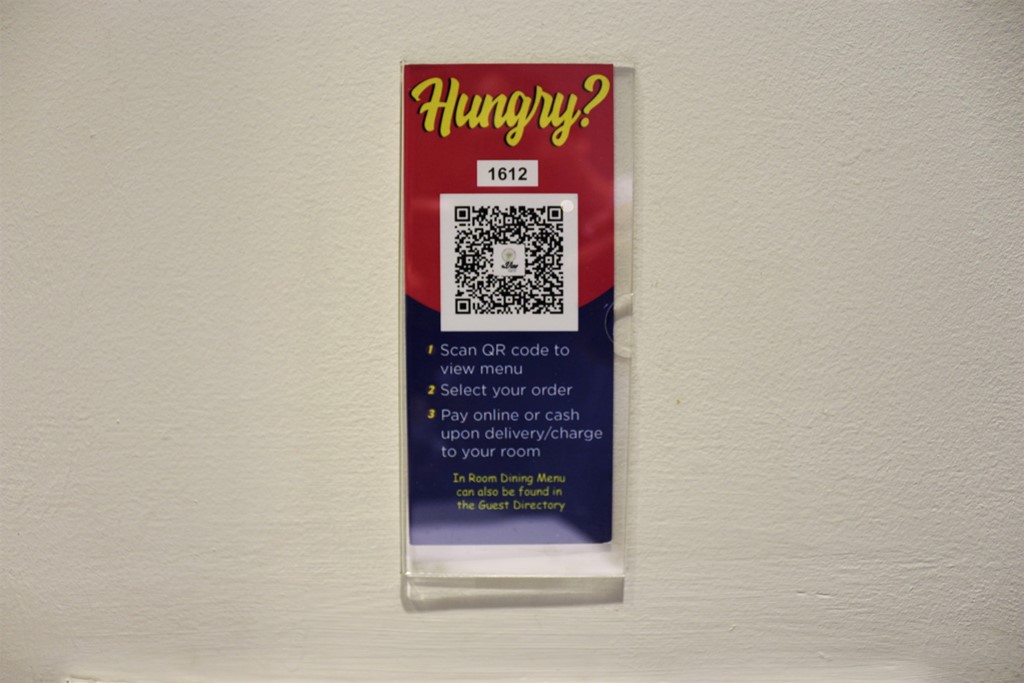 Hungry?
1612
1 Scan QR code to
view menu
2 Select your order
3 Pay online or cash
upon delivery/charge
to your room
In Room Dining Menu
can also be found in
the Guest Directory